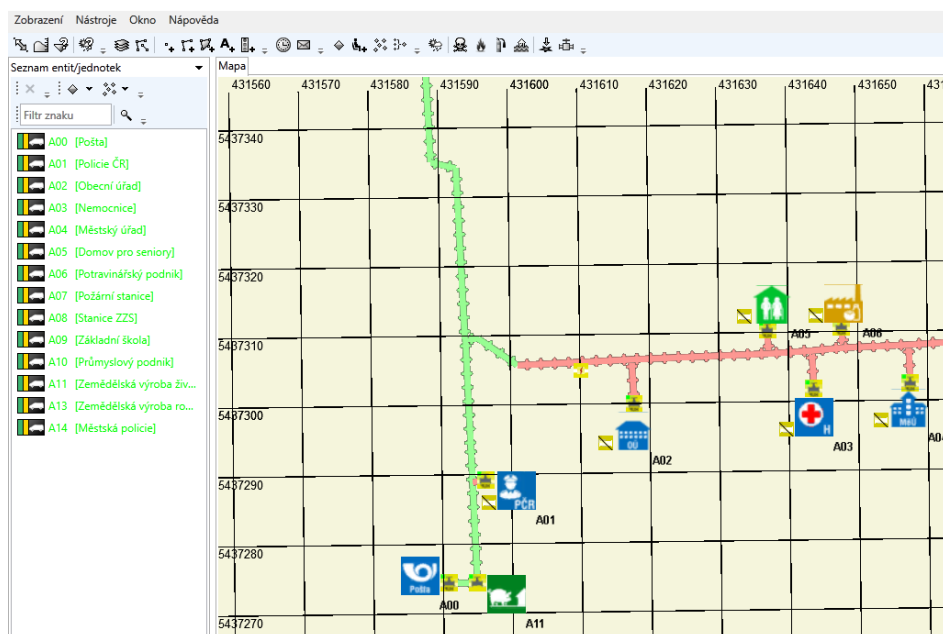 Zobrazení Nástroje Okno Nápověda
Seznam entit/jednotek
Filtr znaku
A00 [Pošta]
A01 [Policie ČR]
A02 [Obecní úřad]
A03 [Nemocnice]
A04 [Městský úřad]
A05 [Domov pro seniory]
A06 [Potravinářský podnik]
A07 [Požární stanice]
A08 [Stanice ZZS]
A09 [Základní škola]
A10 [Průmyslový podnik]
A11 [Zemědělská výroba živ...
A13 [Zemědělská výroba ro...
A14 [Městská policie]
Mapa
431560 431570 431580 431590 431600 431610 431620 431630 431640 431650
5437340
5437330
5437320
A05 A06
5437310
5437300
OÚ H MěÚ
A02 A03 A04
5437290
PČR
A01
5437280
Pošta
A00
A11
5437270